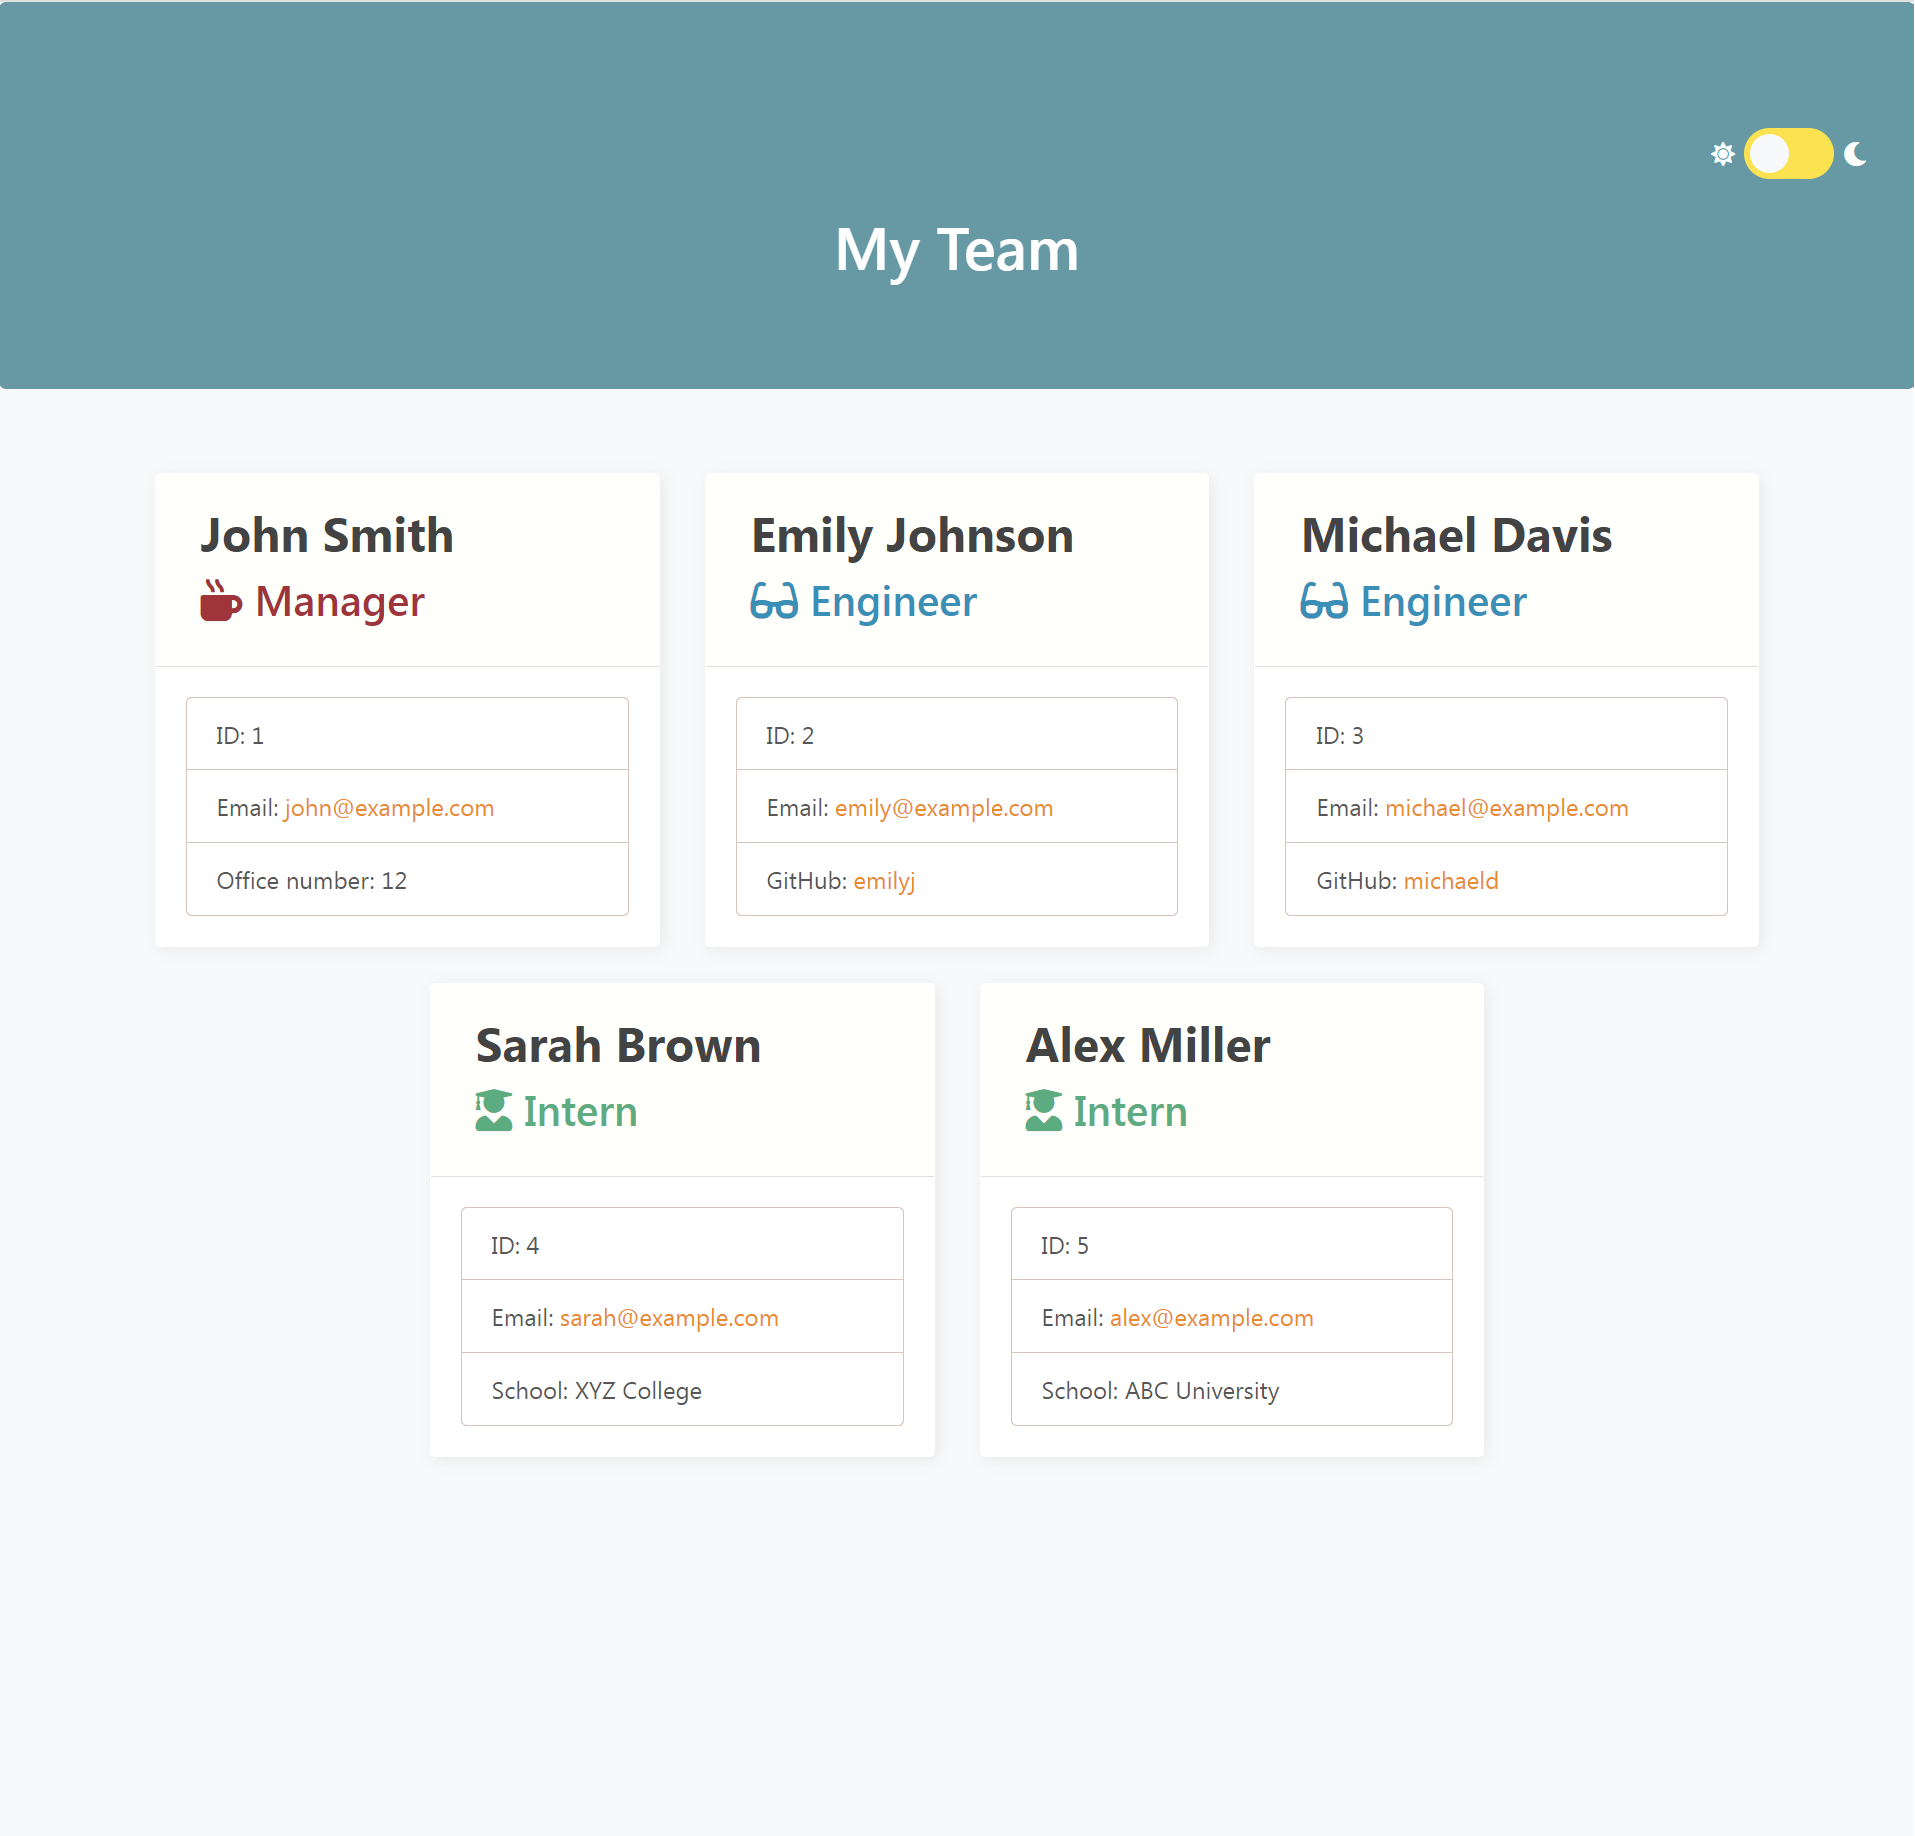 My Team
John Smith
Manager
ID: 1
Email: john@example.com
Office number: 12
Emily Johnson
Engineer
ID: 2
Email: emily@example.com
GitHub: emilyj
Michael Davis
Engineer
ID: 3
Email: michael@example.com
GitHub: michaeld
Sarah Brown
Intern
ID: 4
Email: sarah@example.com
School: XYZ College
Alex Miller
Intern
ID: 5
Email: alex@example.com
School: ABC University